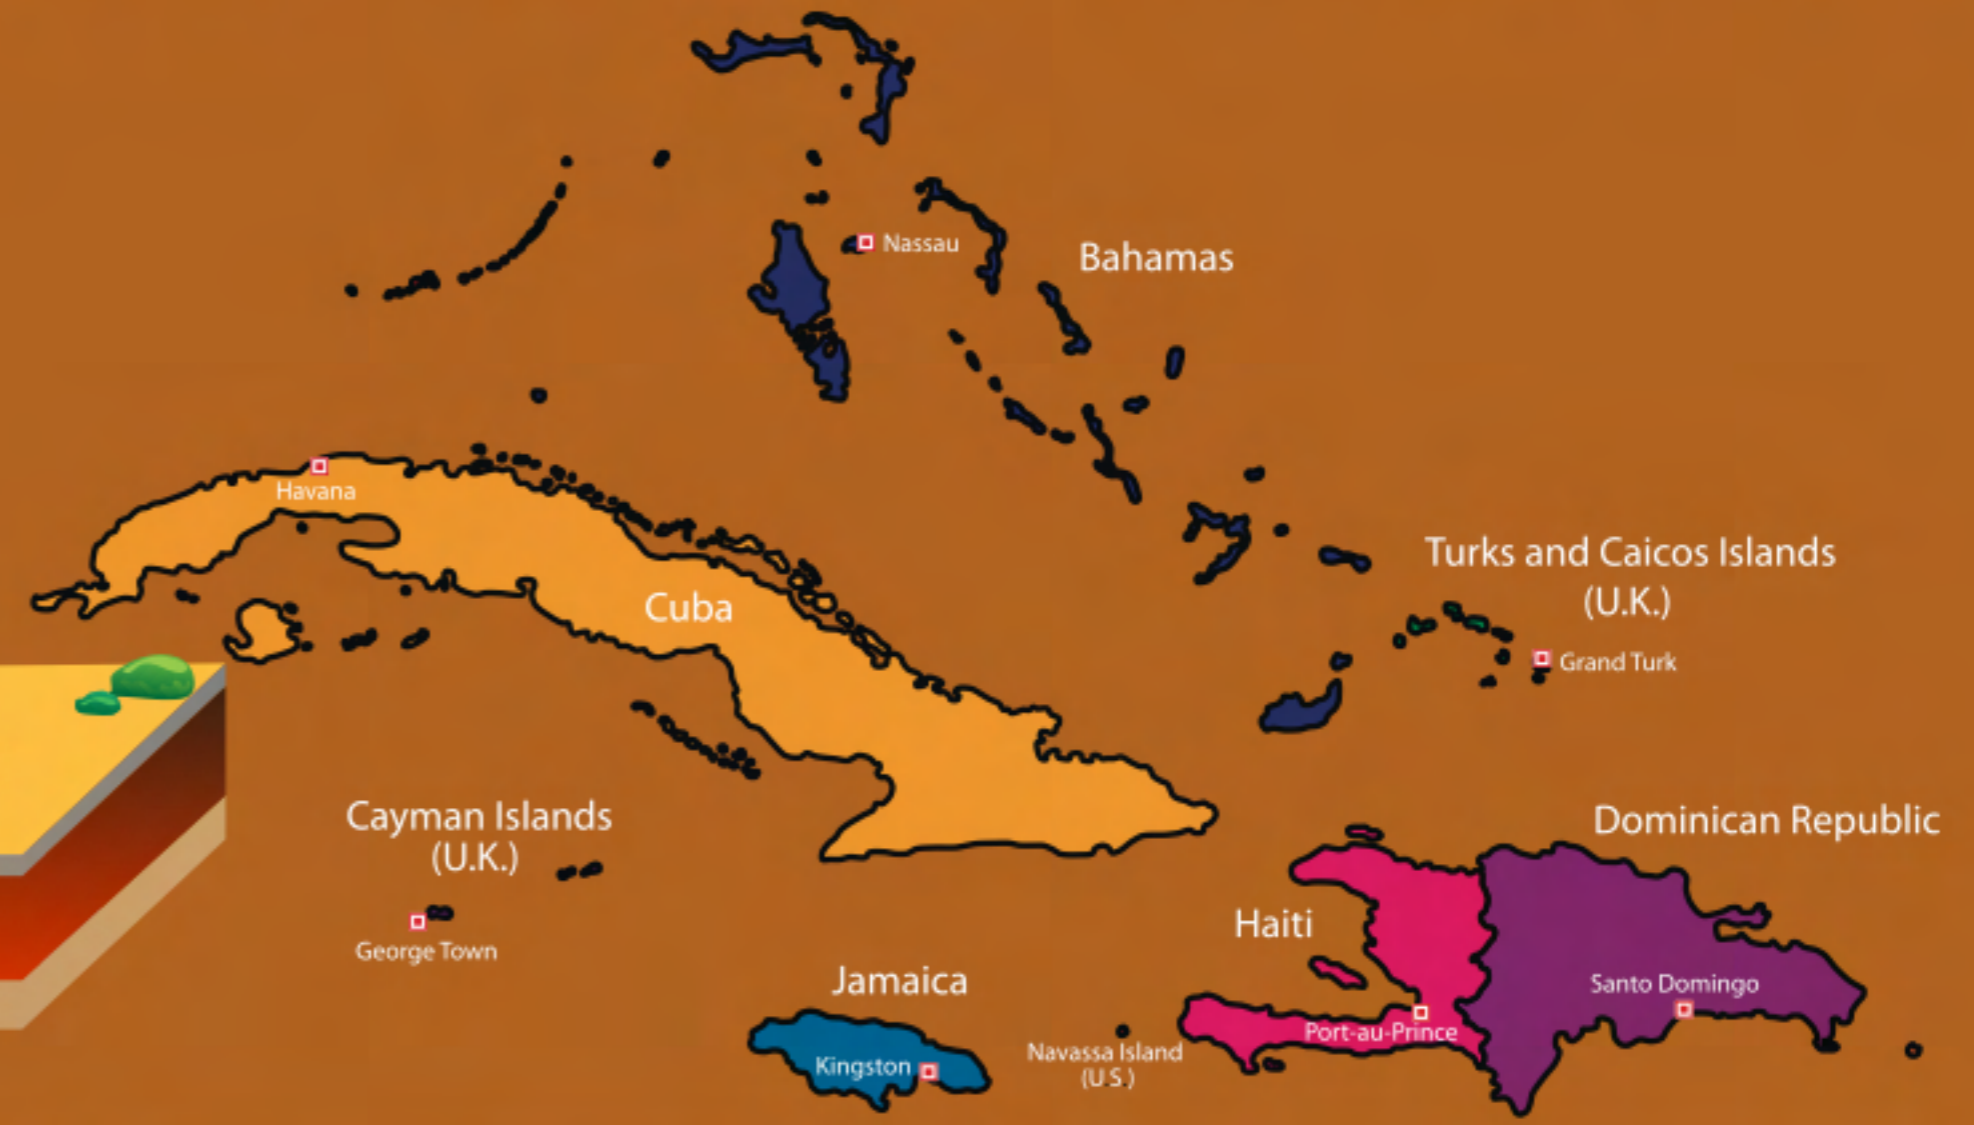 Nassau
Bahamas
Havana
Turks and Caicos Islands
(U.K.)
Cuba
Grand Turk
Cayman Islands
(U.K.)
Dominican Republic
George Town
Haiti
Jamaica
Santo Domingo
Port-au-Prince
Navassa Island
(U.S.)
Kingston